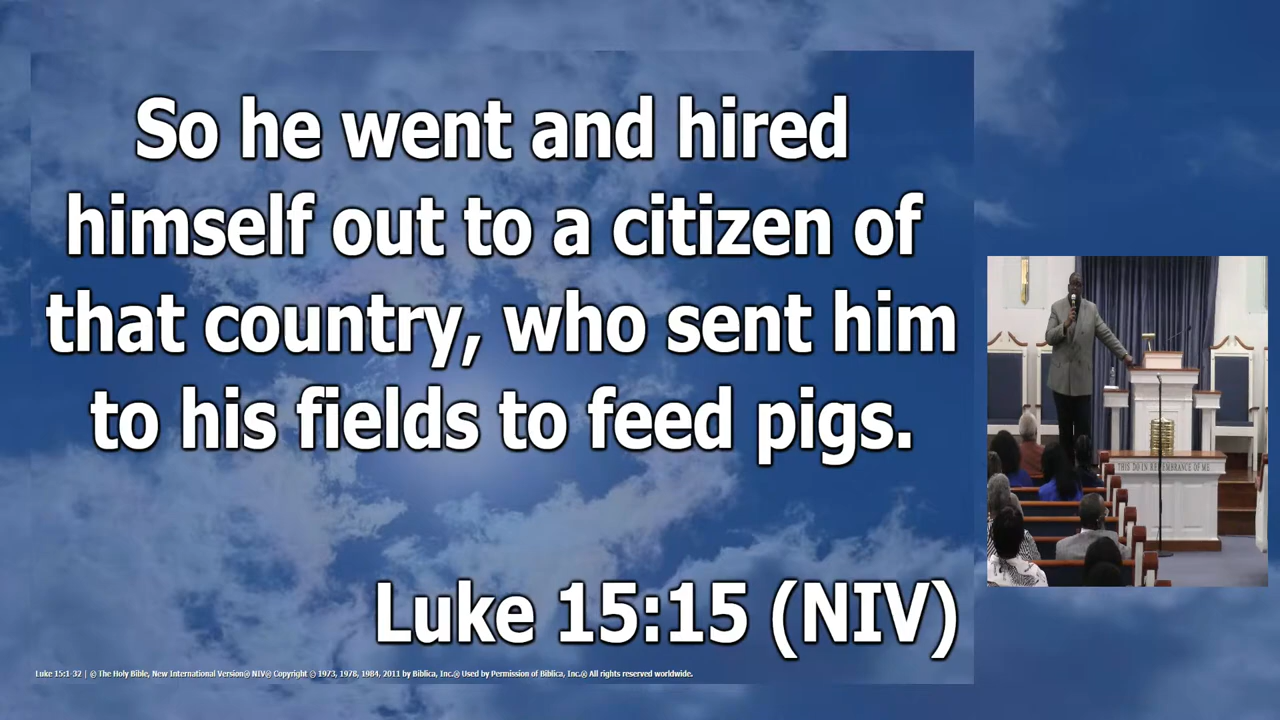 So he went and hired
himself out to a citizen of
that country, who sent him
to his fields to feed pigs.
Luke 15:15 (NIV)
Luke 15:1-32 | © The Holy Bible, New International Version® NIV® Copyright © 1973, 1978, 1984, 2011 by Biblica, Inc.® Used by Permission of Biblica, Inc.® All rights reserved worldwide.
THIS DO IN REMEMBRANCE OF ME